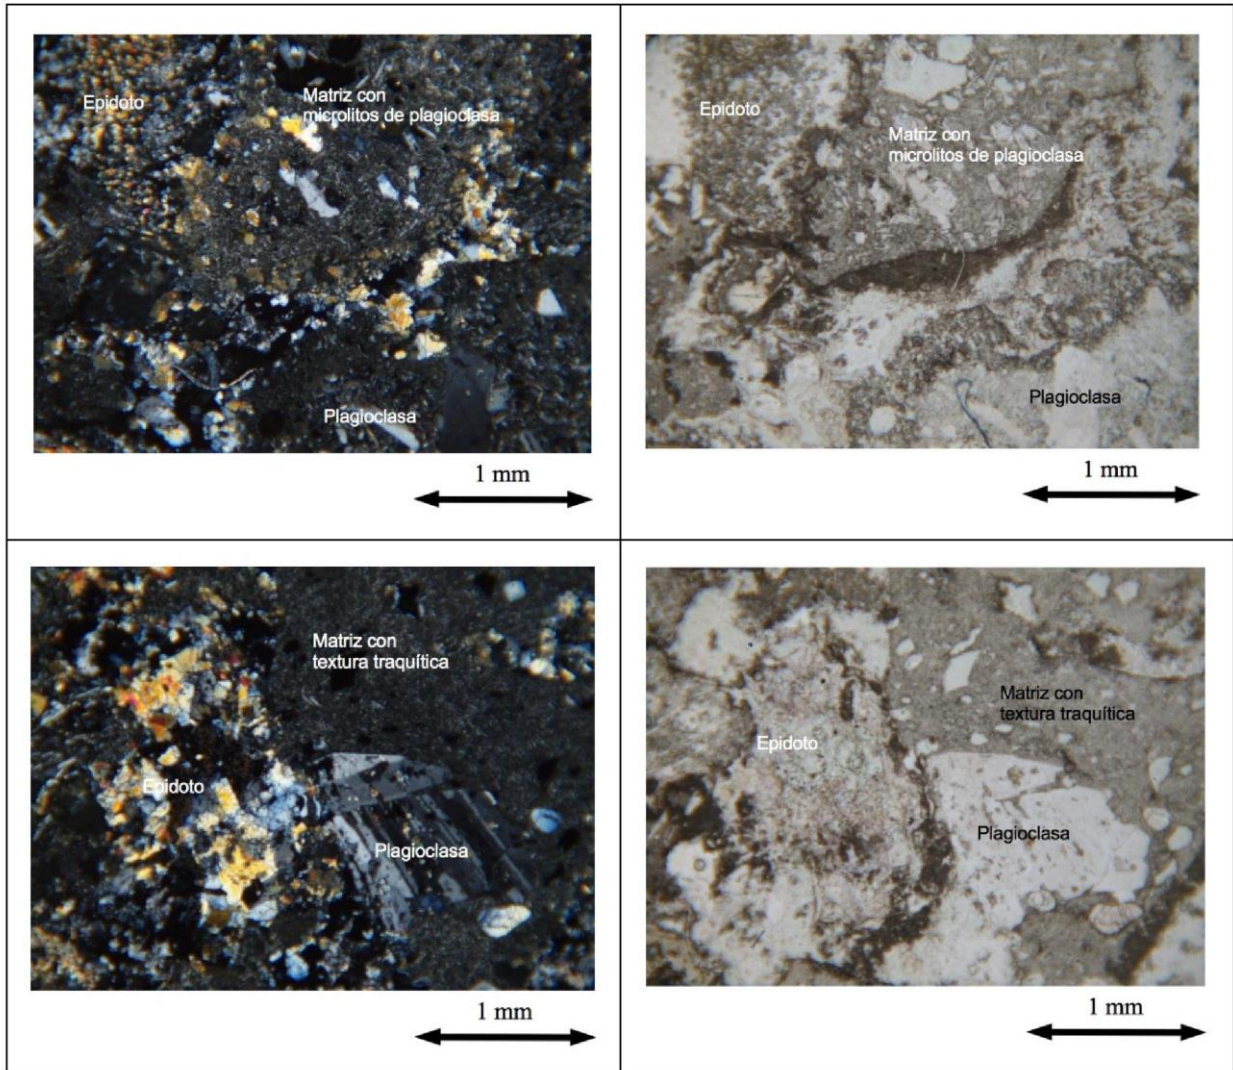 Epidoto
Matriz con
microlitos de plagioclasa
Plagioclasa
1 mm
Epidoto
Matriz con
microlitos de plagioclasa
Plagioclasa
1 mm
Matriz con
textura traquítica
Epidoto
Plagioclasa
1 mm
Matriz con
textura traquítica
Epidoto
Plagioclasa
1 mm